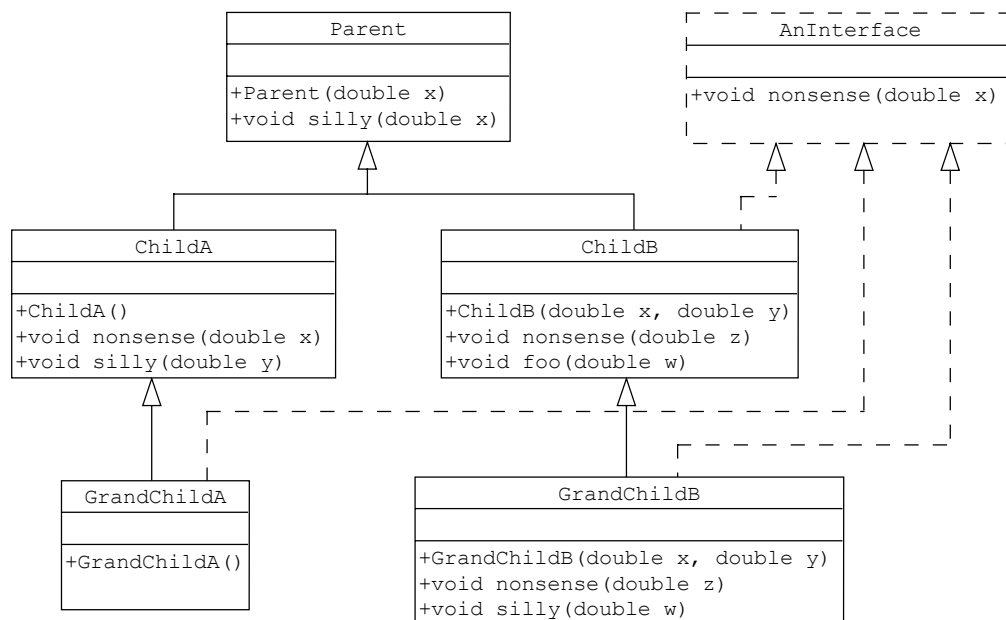 Parent
+Parent(double x)
+void silly(double x)
AnInterface
+void nonsense(double x)
ChildA
+ChildA()
+void nonsense(double x)
+void silly(double y)
ChildB
+ChildB(double x, double y)
+void nonsense(double z)
+void foo(double w)
GrandChildA
+GrandChildA()
GrandChildB
+GrandChildB(double x, double y)
+void nonsense(double z)
+void silly(double w)